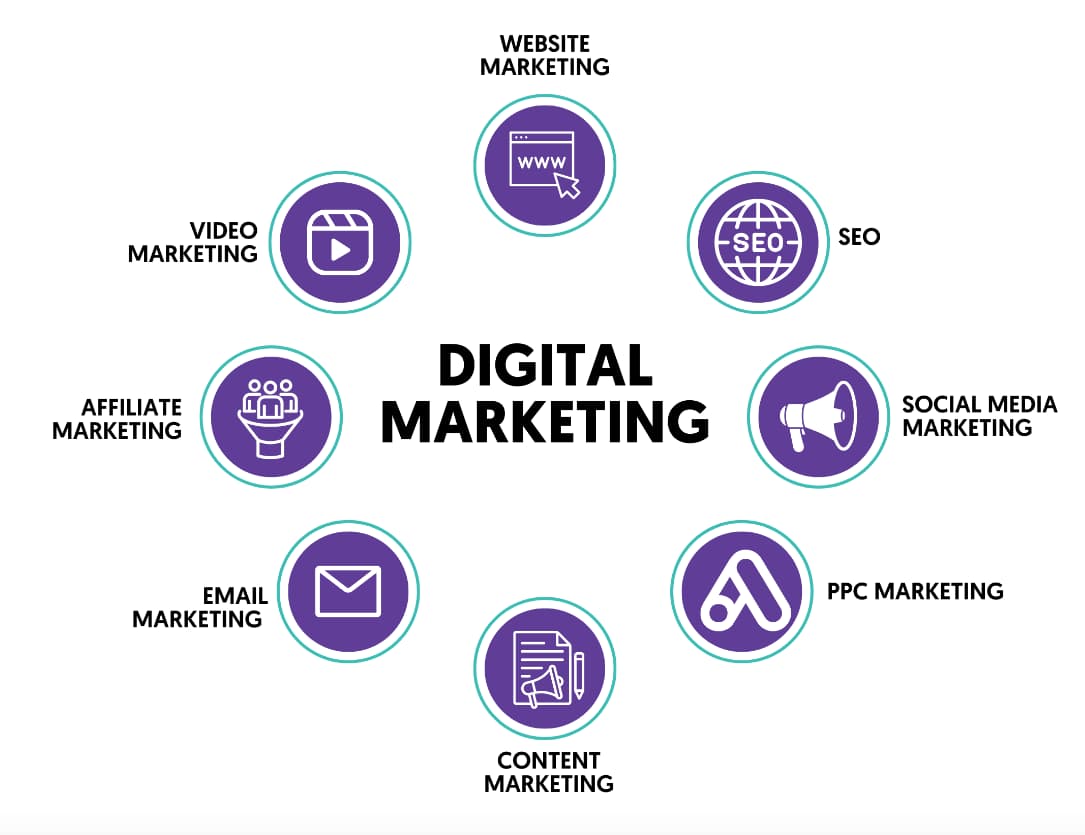 WEBSITE
MARKETING
WWW
VIDEO
MARKETING
SEO
SEO
DIGITAL
MARKETING
AFFILIATE
MARKETING
SOCIAL MEDIA
MARKETING
EMAIL
MARKETING
PPC MARKETING
CONTENT
MARKETING